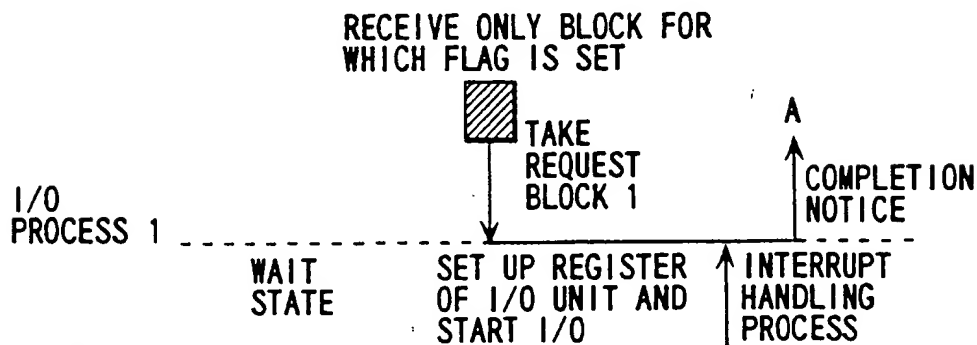 RECEIVE ONLY BLOCK FOR
WHICH FLAG IS SET
A
TAKE
REQUEST
BLOCK 1
COMPLETION
NOTICE
I/O
PROCESS 1
WAIT
STATE
SET UP REGISTER
OF I/O UNIT AND
START I/O
INTERRUPT
HANDLING
PROCESS